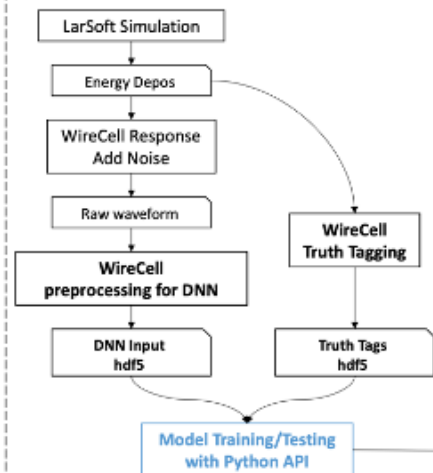 LarSoft Simulation
Energy Depos
WireCell Response
Add Noise
Raw waveform
WireCell
Truth Tagging
WireCell
preprocessing for DNN
DNN Input
hdf5
Truth Tags
hdf5
Model Training/Testing
with Python API